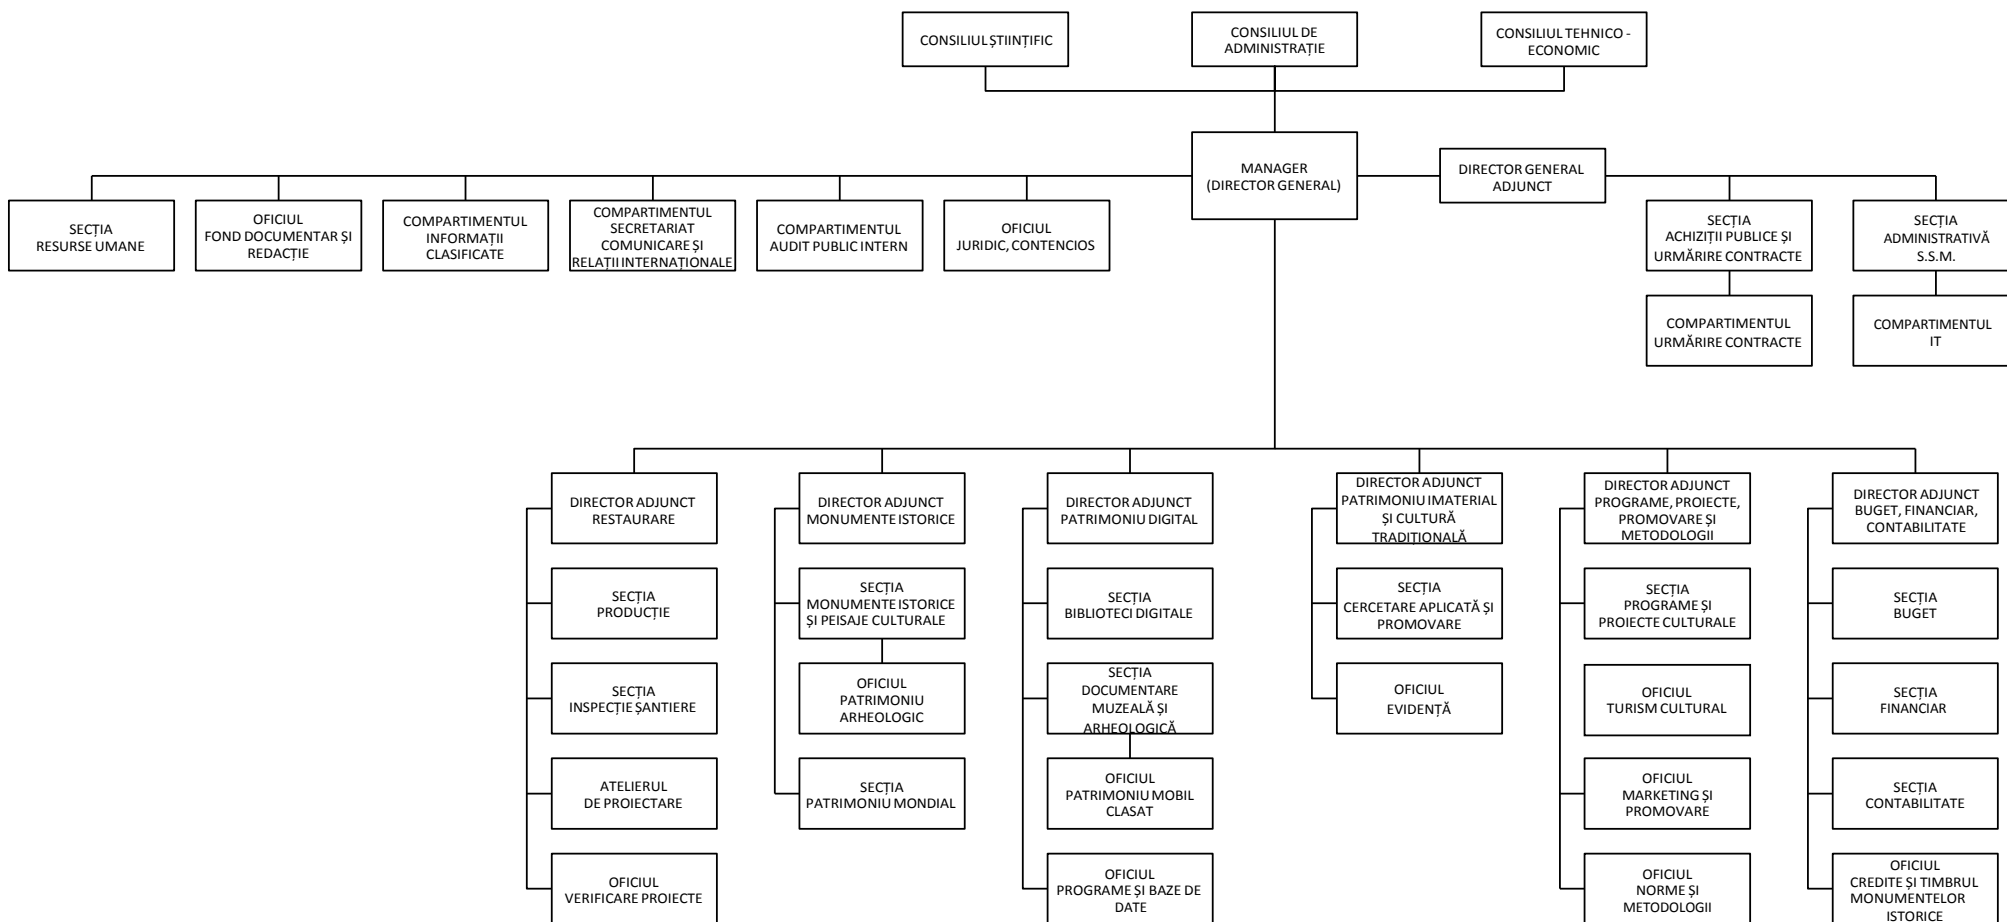 CONSILIUL ȘTIINȚIFIC
CONSILIUL DE
ADMINISTRAȚIE
CONSILIUL TEHNICO -
ECONOMIC
MANAGER
(DIRECTOR GENERAL)
DIRECTOR GENERAL
ADJUNCT
SECȚIA
RESURSE UMANE
OFICIUL
FOND DOCUMENTAR ȘI
REDACȚIE
COMPARTIMENTUL
INFORMAȚII
CLASIFICATE
COMPARTIMENTUL
SECRETARIAT
COMUNICARE ȘI
RELAȚII INTERNAȚIONALE
COMPARTIMENTUL
AUDIT PUBLIC INTERN
OFICIUL
JURIDIC, CONTENCIOS
SECȚIA
ACHIZIȚII PUBLICE ȘI
URMĂRIRE CONTRACTE
SECȚIA
ADMINISTRATIVĂ
S.S.M.
COMPARTIMENTUL
URMĂRIRE CONTRACTE
COMPARTIMENTUL
IT
DIRECTOR ADJUNCT
RESTAURARE
SECȚIA
PRODUCȚIE
SECȚIA
INSPECȚIE ȘANTIERE
ATELIERUL
DE PROIECTARE
OFICIUL
VERIFICARE PROIECTE
DIRECTOR ADJUNCT
MONUMENTE ISTORICE
SECȚIA
MONUMENTE ISTORICE
ȘI PEISAJE CULTURALE
OFICIUL
PATRIMONIU
ARHEOLOGIC
SECȚIA
PATRIMONIU MONDIAL
DIRECTOR ADJUNCT
PATRIMONIU DIGITAL
SECȚIA
BIBLIOTECI DIGITALE
SECȚIA
DOCUMENTARE
MUZEALĂ ȘI
ARHEOLOGICĂ
OFICIUL
PATRIMONIU MOBIL
CLASAT
OFICIUL
PROGRAME ȘI BAZE DE
DATE
DIRECTOR ADJUNCT
PATRIMONIU IMATERIAL
ȘI CULTURĂ
TRADIȚIONALĂ
SECȚIA
CERCETARE APLICATĂ ȘI
PROMOVARE
OFICIUL
EVIDENȚĂ
DIRECTOR ADJUNCT
PROGRAME, PROIECTE,
PROMOVARE ȘI
METODOLOGII
SECȚIA
PROGRAME ȘI
PROIECTE CULTURALE
OFICIUL
TURISM CULTURAL
OFICIUL
MARKETING ȘI
PROMOVARE
OFICIUL
NORME ȘI
METODOLOGII
DIRECTOR ADJUNCT
BUGET, FINANCIAR,
CONTABILITATE
SECȚIA
BUGET
SECȚIA
FINANCIAR
SECȚIA
CONTABILITATE
OFICIUL
CREDITE ȘI TIMBRUL
MONUMENTELOR
ISTORICE